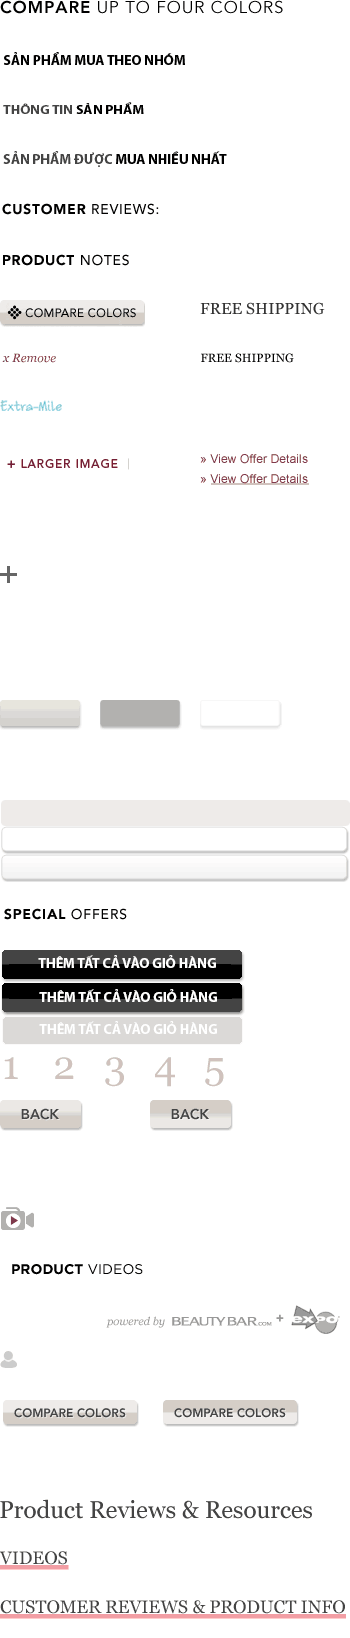 COMPARE UP TO FOUR COLORS
SẢN PHẨM MUA THEO NHÓM
THÔNG TIN SẢN PHẨM
SẢN PHẨM ĐƯỢC MUA NHIỀU NHẤT
CUSTOMER REVIEWS:
PRODUCT NOTES
COMPARE COLORS
FREE SHIPPING
x Remove
FREE SHIPPING
Extra-Mile
+ LARGER IMAGE
» View Offer Details
» View Offer Details
SPECIAL OFFERS
THÊM TẤT CẢ VÀO GIỎ HÀNG
THÊM TẤT CẢ VÀO GIỎ HÀNG
THÊM TẤT CẢ VÀO GIỎ HÀNG
1 2 3 4 5
BACK BACK
PRODUCT VIDEOS
powered by BEAUTYBAR.COM + expo
COMPARE COLORS COMPARE COLORS
Product Reviews & Resources
VIDEOS
CUSTOMER REVIEWS & PRODUCT INFO